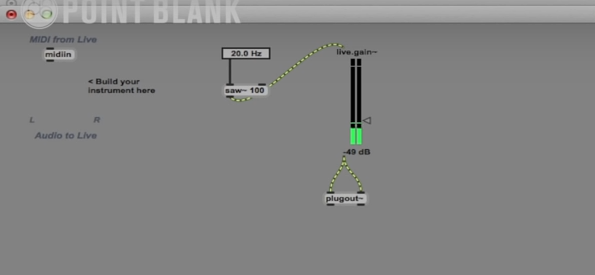 POINT BLANK
MIDI from Live
midiin
< Build your
instrument here
L R
Audio to Live
20.0 Hz
saw~ 100
live.gain~
-49 dB
plugout~